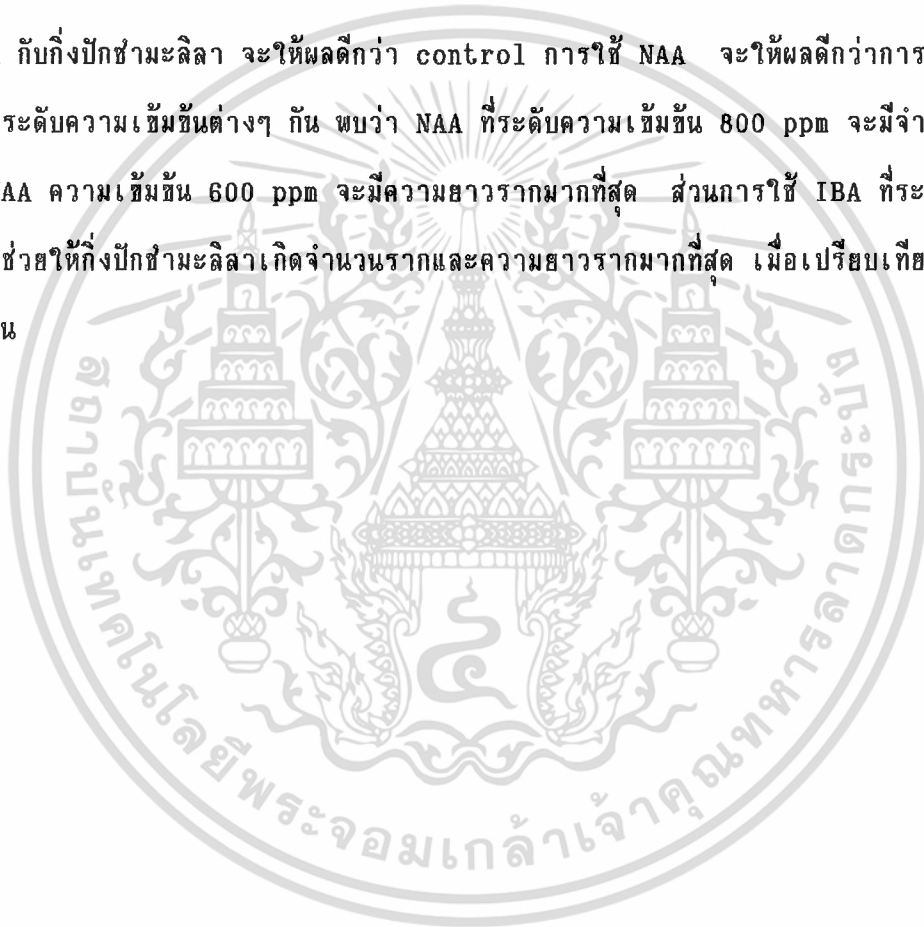 กับกิ่งปักชำมะลิลา จะให้ผลดีกว่า control การใช้ NAA จะให้ผลดีกว่าการ
ระดับความเข้มข้นต่างๆ กัน พบว่า NAA ที่ระดับความเข้มข้น 800 ppm จะมีจำ
AA ความเข้มข้น 600 ppm จะมีความยาวรากมากที่สุด ส่วนการใช้ IBA ที่ระ
ช่วยให้กิ่งปักชำมะลิลาเกิดจำนวนรากและความยาวรากมากที่สุด เมื่อเปรียบเทีย
น
สถาบันเทคโนโลยีพระจอมเกล้าเจ้าคุณทหารลาดกระบัง